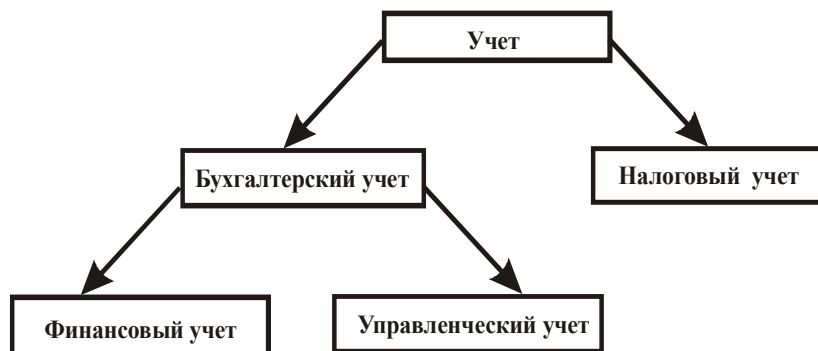 Учет
Бухгалтерский учет
Налоговый учет
Финансовый учет
Управленческий учет